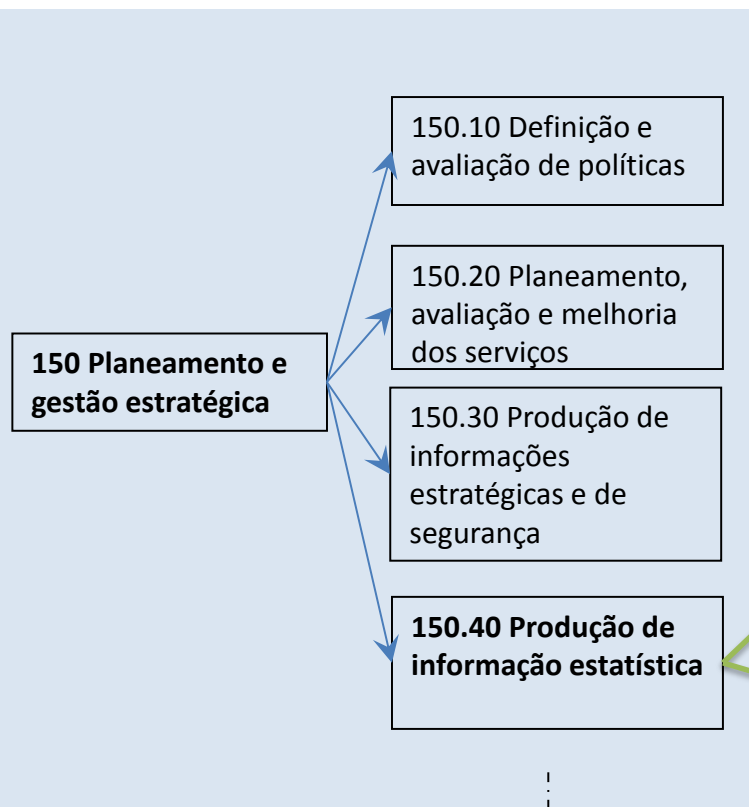 150.10 Definição e
avaliação de políticas
150.20 Planeamento,
avaliação e melhoria
dos serviços
150 Planeamento e
gestão estratégica
150.30 Produção de
informações
estratégicas e de
segurança
150.40 Produção de
informação estatística